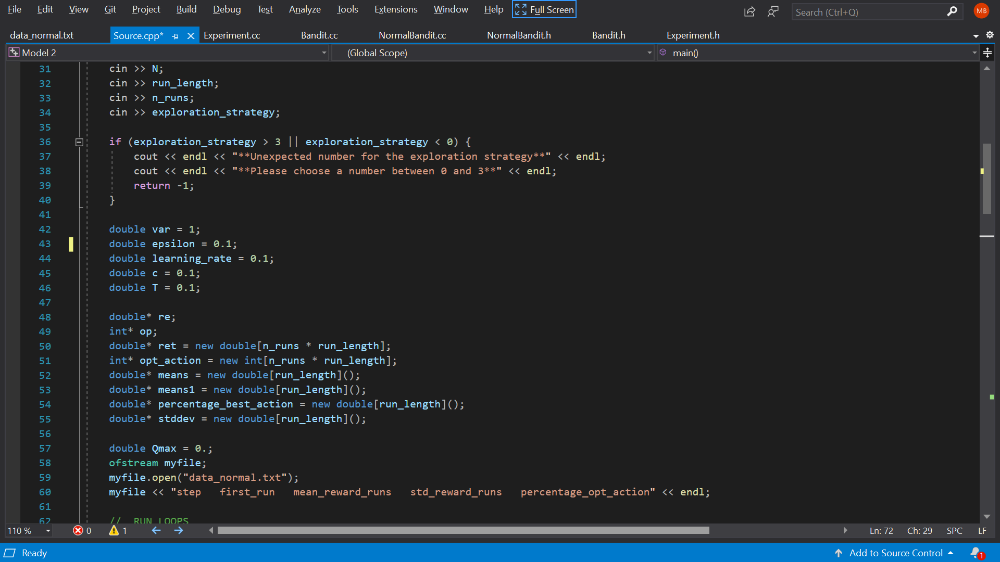 File Edit View Git Project Build Debug Test Analyze Tools Extensions Window Help Full Screen Search (Ctrl+Q) MB
data_normal.txt Source.cpp* Experiment.cc Bandit.cc NormalBandit.cc NormalBandit.h Bandit.h Experiment.h
Model 2 (Global Scope) main()
31 cin >> N;
32 cin >> run_length;
33 cin >> n_runs;
34 cin >> exploration_strategy;
35
36 if (exploration_strategy > 3 || exploration_strategy < 0) {
37 cout << endl << "**Unexpected number for the exploration strategy**" << endl;
38 cout << endl << "**Please choose a number between 0 and 3**" << endl;
39 return -1;
40 }
41
42 double var = 1;
43 double epsilon = 0.1;
44 double learning_rate = 0.1;
45 double c = 0.1;
46 double T = 0.1;
47
48 double* re;
49 int* op;
50 double* ret = new double[n_runs * run_length];
51 int* opt_action = new int[n_runs * run_length];
52 double* means = new double[run_length]();
53 double* means1 = new double[run_length]();
54 double* percentage_best_action = new double[run_length]();
55 double* stddev = new double[run_length]();
56
57 double Qmax = 0.;
58 ofstream myfile;
59 myfile.open("data_normal.txt");
60 myfile << "step   first_run   mean_reward_runs   std_reward_runs   percentage_opt_action" << endl;
61
62 //  RUN LOOPS
110 % 0 1 Ln: 72 Ch: 29 SPC LF
Ready Add to Source Control 1